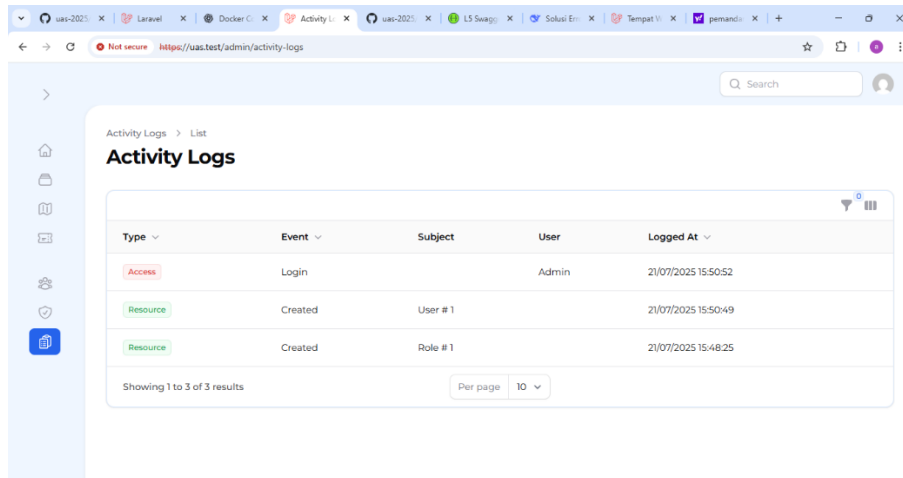 uas-2025: Laravel Docker C Activity Lo uas-2025: L5 Swagg Solusi Err Tempat W pemanda
Not secure https://uas.test/admin/activity-logs
Search
Activity Logs > List
Activity Logs
0
Type Event Subject User Logged At
Access Login Admin 21/07/2025 15:50:52
Resource Created User # 1 21/07/2025 15:50:49
Resource Created Role # 1 21/07/2025 15:48:25
Showing 1 to 3 of 3 results Per page 10